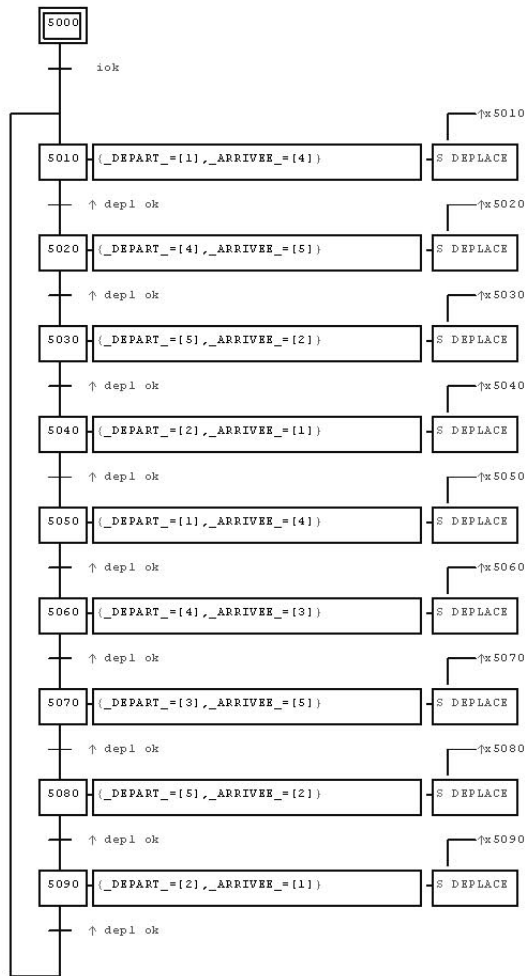 5000
iok
↑x5010
5010 {_DEPART_=[1],_ARRIVEE_=[4]} S DEPLACE
↑ depl ok ↑x5020
5020 {_DEPART_=[4],_ARRIVEE_=[5]} S DEPLACE
↑ depl ok ↑x5030
5030 {_DEPART_=[5],_ARRIVEE_=[2]} S DEPLACE
↑ depl ok ↑x5040
5040 {_DEPART_=[2],_ARRIVEE_=[1]} S DEPLACE
↑ depl ok ↑x5050
5050 {_DEPART_=[1],_ARRIVEE_=[4]} S DEPLACE
↑ depl ok ↑x5060
5060 {_DEPART_=[4],_ARRIVEE_=[3]} S DEPLACE
↑ depl ok ↑x5070
5070 {_DEPART_=[3],_ARRIVEE_=[5]} S DEPLACE
↑ depl ok ↑x5080
5080 {_DEPART_=[5],_ARRIVEE_=[2]} S DEPLACE
↑ depl ok ↑x5090
5090 {_DEPART_=[2],_ARRIVEE_=[1]} S DEPLACE
↑ depl ok